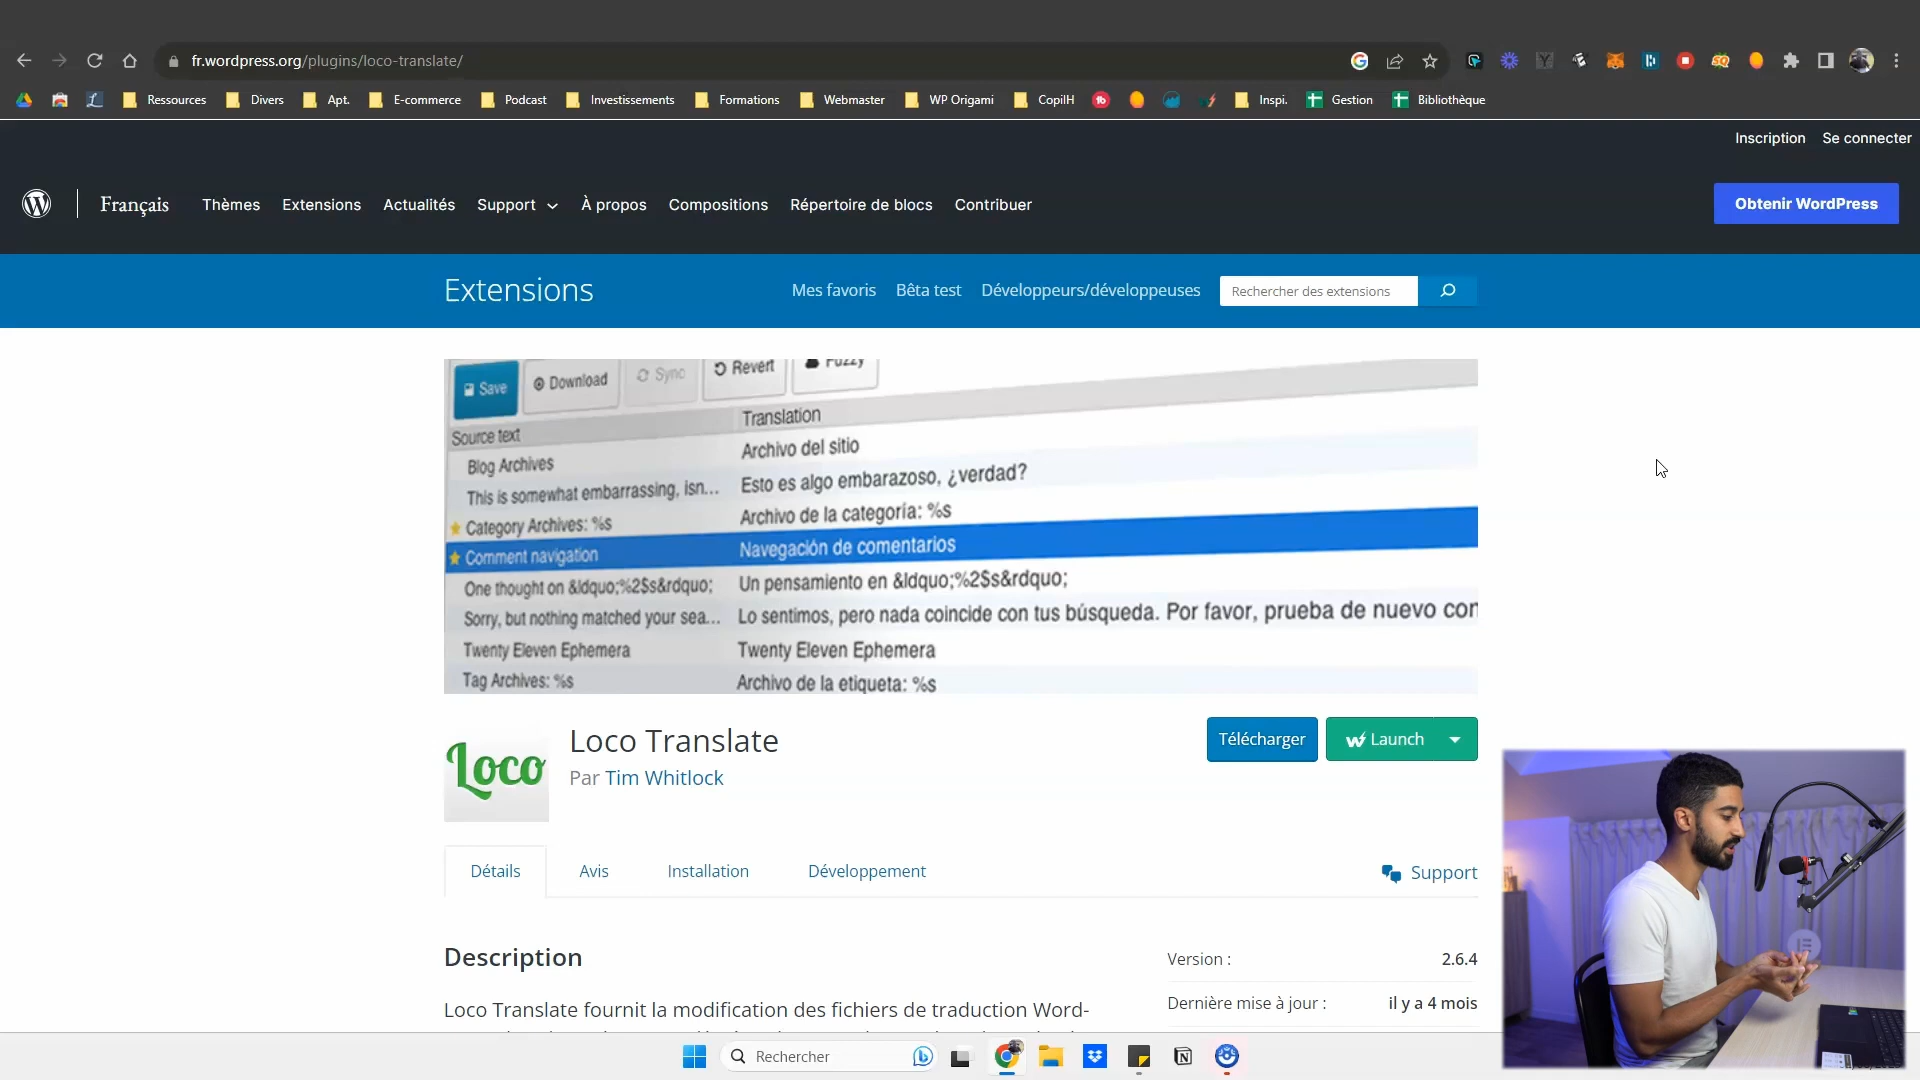 fr.wordpress.org/plugins/loco-translate/
Ressources Divers Apt. E-commerce Podcast Investissements Formations Webmaster WP Origami CopilH Inspi. Gestion Bibliothèque
Inscription Se connecter
Français Thèmes Extensions Actualités Support À propos Compositions Répertoire de blocs Contribuer Obtenir WordPress
Extensions Mes favoris Bêta test Développeurs/développeuses Rechercher des extensions
Save Download Sync Revert Fuzzy
Source text Translation
Blog Archives Archivo del sitio
This is somewhat embarrassing, isn... Esto es algo embarazoso, ¿verdad?
Category Archives: %s Archivo de la categoría: %s
Comment navigation Navegación de comentarios
One thought on &ldquo;%2$s&rdquo; Un pensamiento en &ldquo;%2$s&rdquo;
Sorry, but nothing matched your sea... Lo sentimos, pero nada coincide con tus búsqueda. Por favor, prueba de nuevo con
Twenty Eleven Ephemera Twenty Eleven Ephemera
Tag Archives: %s Archivo de la etiqueta: %s
Loco
Loco Translate
Par Tim Whitlock
Télécharger Launch
Détails Avis Installation Développement Support
Description
Loco Translate fournit la modification des fichiers de traduction Word-
Version : 2.6.4
Dernière mise à jour : il y a 4 mois
Rechercher